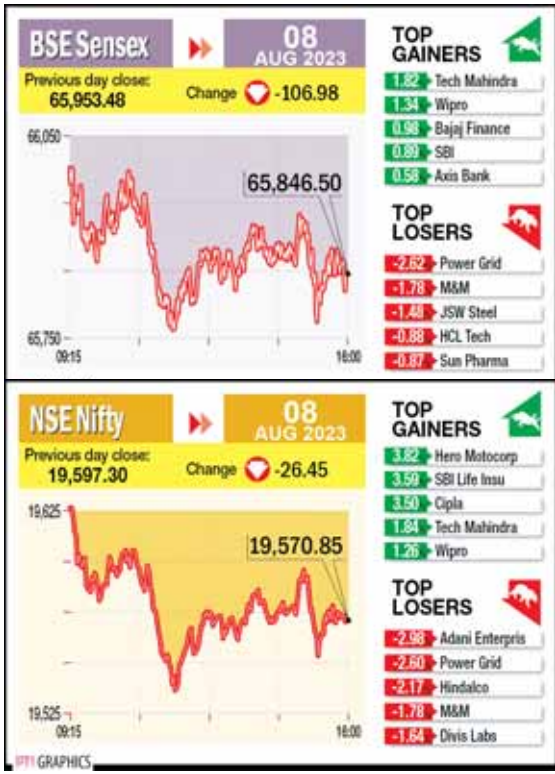 BSE Sensex
08
AUG 2023
Previous day close:
65,953.48
Change -106.98
66,050
65,846.50
65,750
09:15
16:00
TOP
GAINERS
1.82 Tech Mahindra
1.34 Wipro
0.98 Bajaj Finance
0.89 SBI
0.58 Axis Bank
TOP
LOSERS
-2.62 Power Grid
-1.78 M&M
-1.48 JSW Steel
-0.88 HCL Tech
-0.87 Sun Pharma
NSE Nifty
08
AUG 2023
Previous day close:
19,597.30
Change -26.45
19,625
19,570.85
19,525
09:15
16:00
TOP
GAINERS
3.82 Hero Motocorp
3.59 SBI Life Insu
3.50 Cipla
1.84 Tech Mahindra
1.26 Wipro
TOP
LOSERS
-2.98 Adani Enterpris
-2.60 Power Grid
-2.17 Hindalco
-1.78 M&M
-1.64 Divis Labs
PTI GRAPHICS